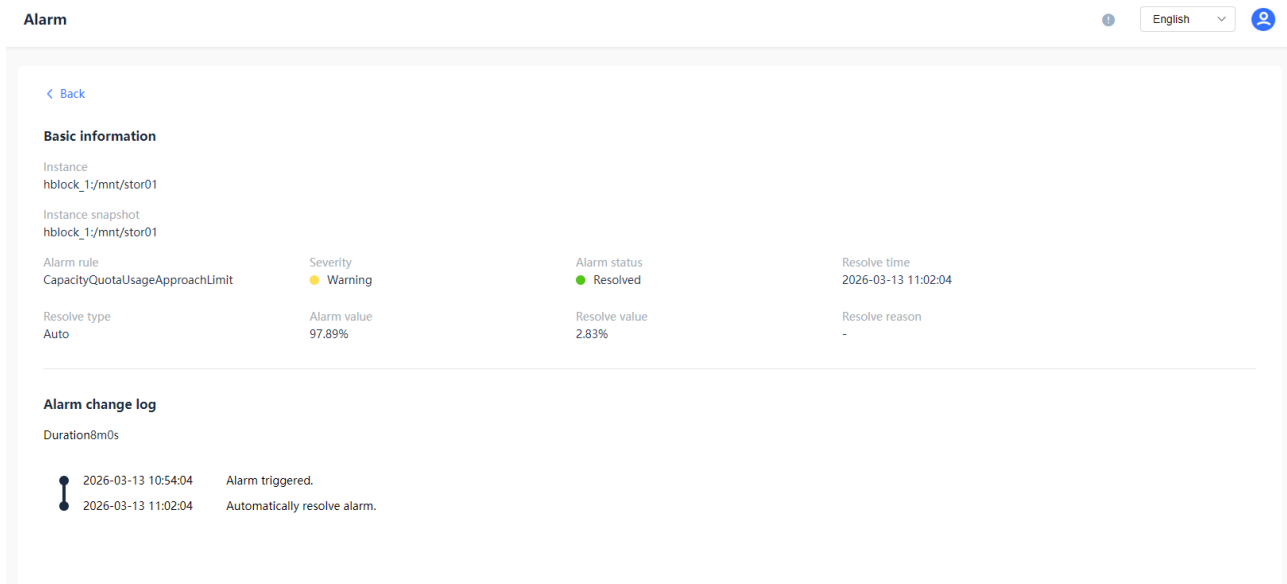 Alarm
English
Back
Basic information
Instance
hblock_1:/mnt/stor01
Instance snapshot
hblock_1:/mnt/stor01
Alarm rule Severity Alarm status Resolve time
CapacityQuotaUsageApproachLimit Warning Resolved 2026-03-13 11:02:04
Resolve type Alarm value Resolve value Resolve reason
Auto 97.89% 2.83% -
Alarm change log
Duration8m0s
2026-03-13 10:54:04 Alarm triggered.
2026-03-13 11:02:04 Automatically resolve alarm.